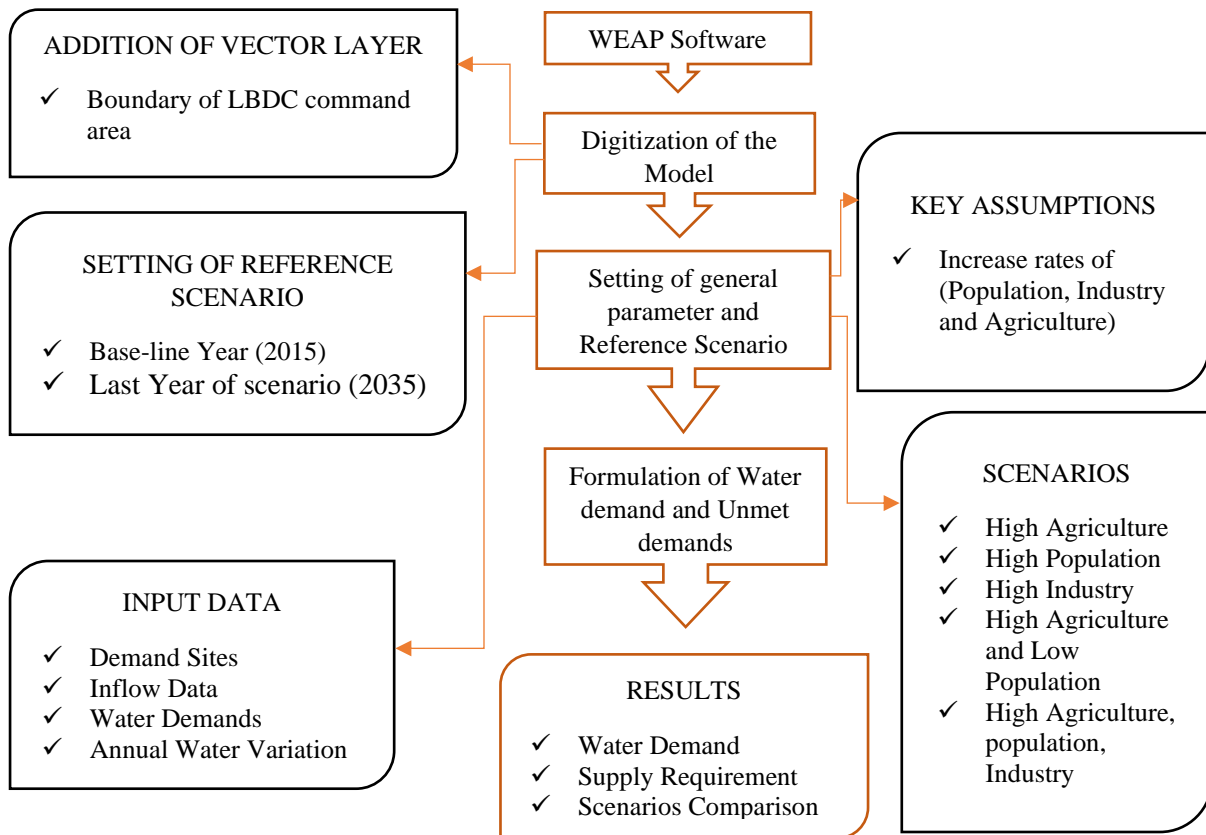 ADDITION OF VECTOR LAYER
✓ Boundary of LBDC command
area
WEAP Software
Digitization of the
Model
SETTING OF REFERENCE
SCENARIO
✓ Base-line Year (2015)
✓ Last Year of scenario (2035)
Setting of general
parameter and
Reference Scenario
KEY ASSUMPTIONS
✓ Increase rates of
(Population, Industry
and Agriculture)
Formulation of Water
demand and Unmet
demands
SCENARIOS
✓ High Agriculture
✓ High Population
✓ High Industry
✓ High Agriculture
and Low
Population
✓ High Agriculture,
population,
Industry
INPUT DATA
✓ Demand Sites
✓ Inflow Data
✓ Water Demands
✓ Annual Water Variation
RESULTS
✓ Water Demand
✓ Supply Requirement
✓ Scenarios Comparison